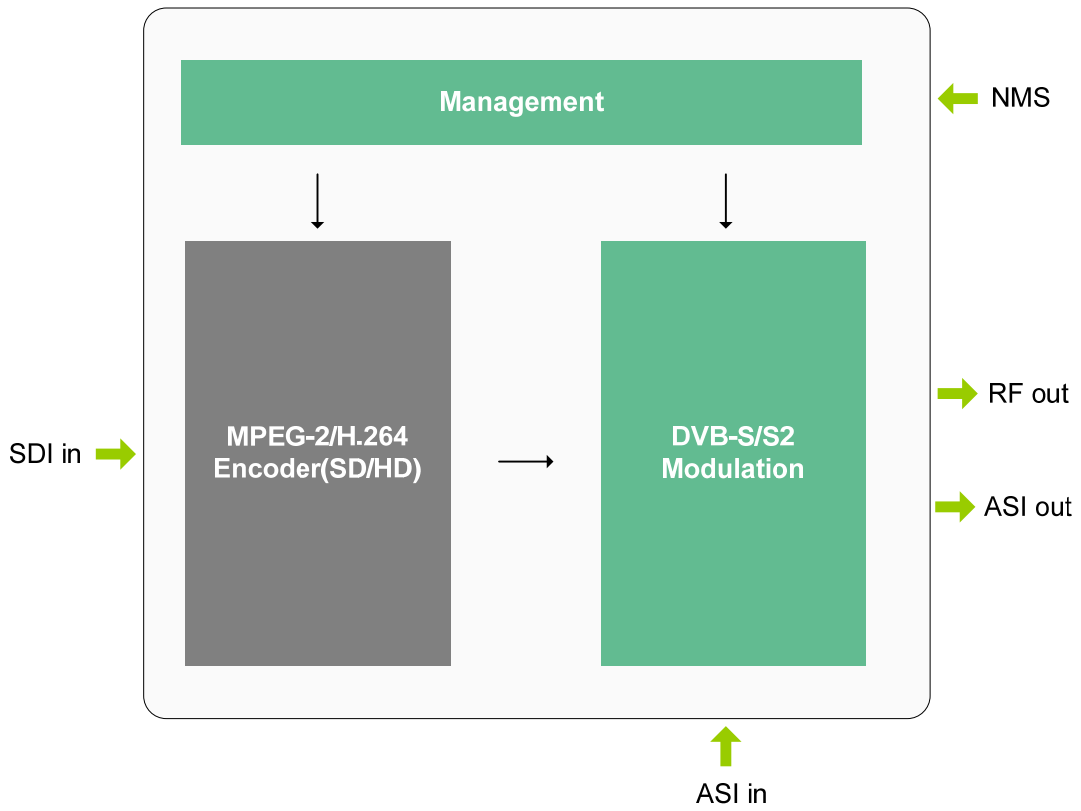 Management
NMS
MPEG-2/H.264
Encoder(SD/HD)
DVB-S/S2
Modulation
SDI in
RF out
ASI out
ASI in